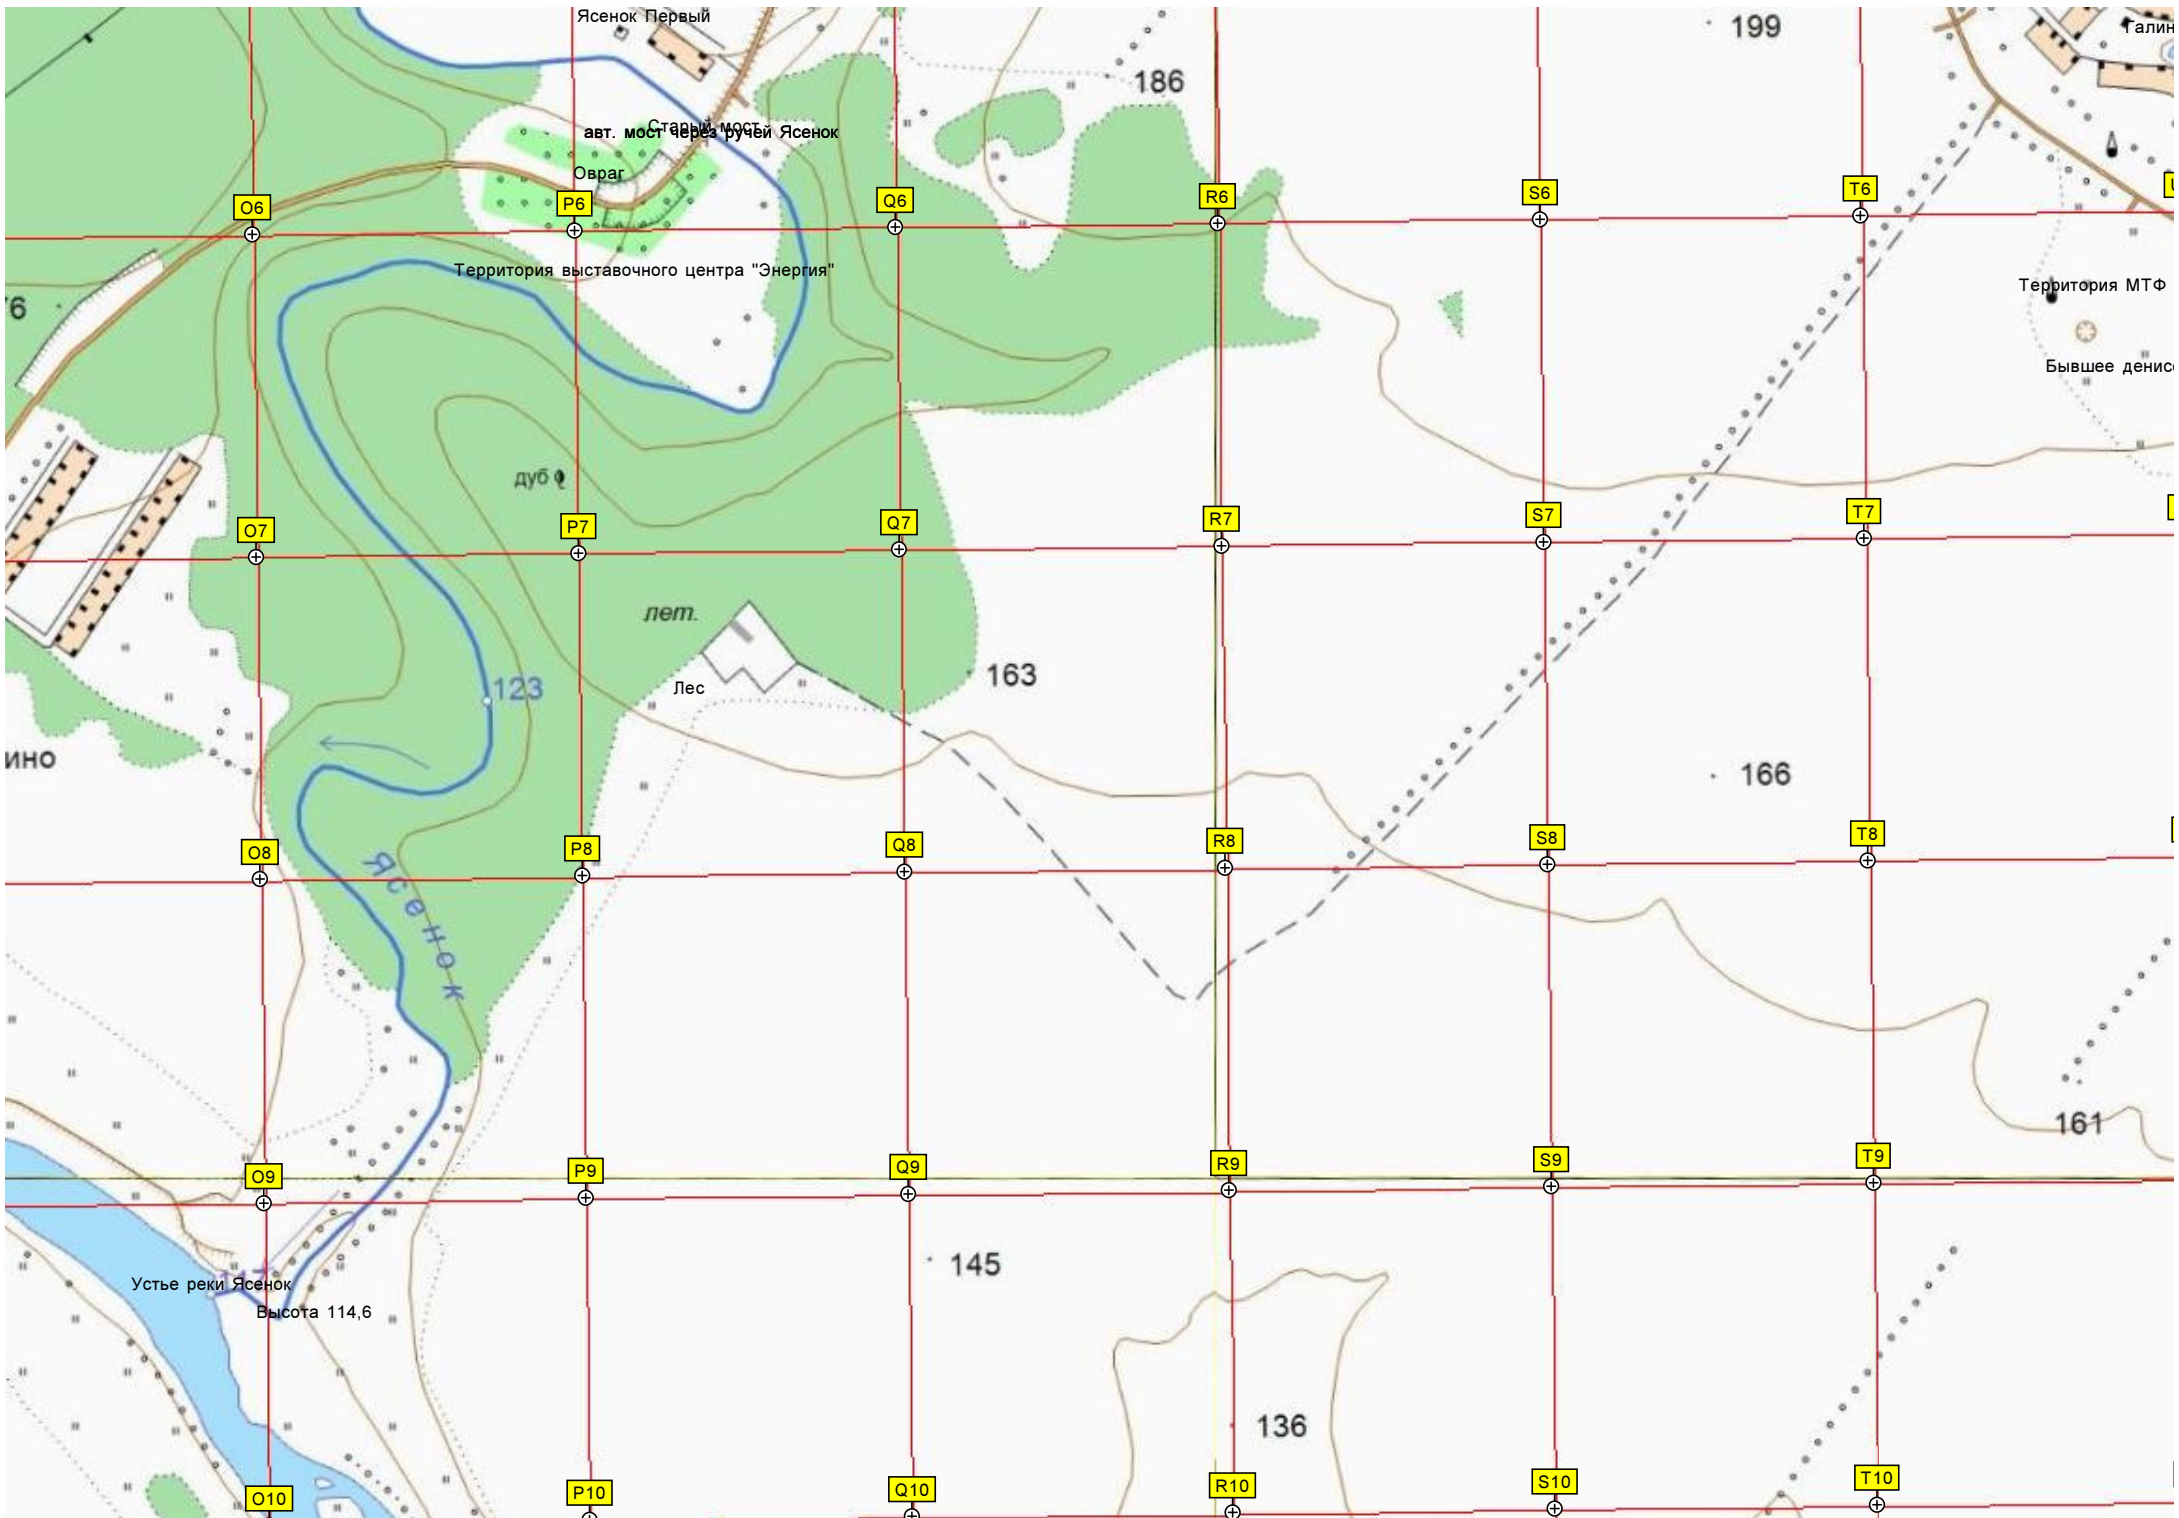 Ясенок Первый
199
Галин
186
Старый мост
авт. мост через ручей Ясенок
Овраг
O6
P6
Q6
R6
S6
T6
Территория выставочного центра "Энергия"
Территория МТФ
Бывшее денисо
дуб
O7
P7
Q7
R7
S7
T7
лет.
163
Лес
123
ино
166
O8
P8
Q8
R8
S8
T8
Ясенок
161
O9
P9
Q9
R9
S9
T9
145
Устье реки Ясенок
Высота 114,6
136
O10
P10
Q10
R10
S10
T10